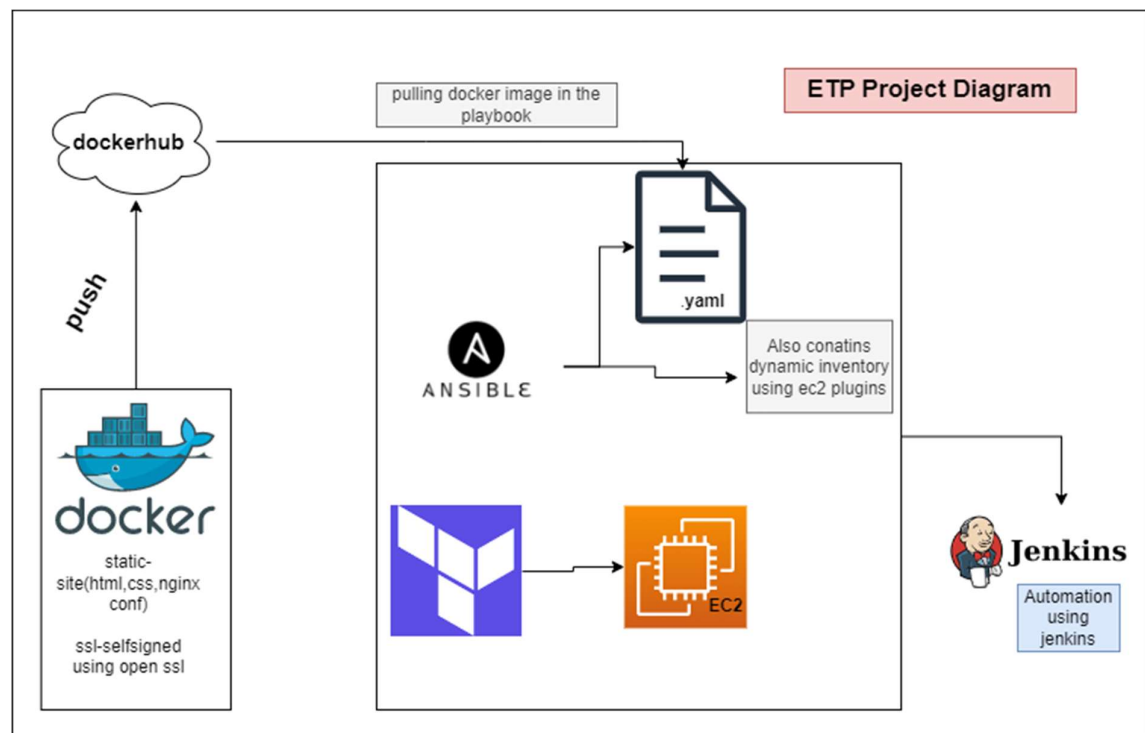 ETP Project Diagram
pulling docker image in the
playbook
dockerhub
push
.yaml
ANSIBLE
Also conatins
dynamic inventory
using ec2 plugins
docker
static-
site(html,css,nginx
conf)
ssl-selfsigned
using open ssl
EC2
Jenkins
Automation
using
jenkins